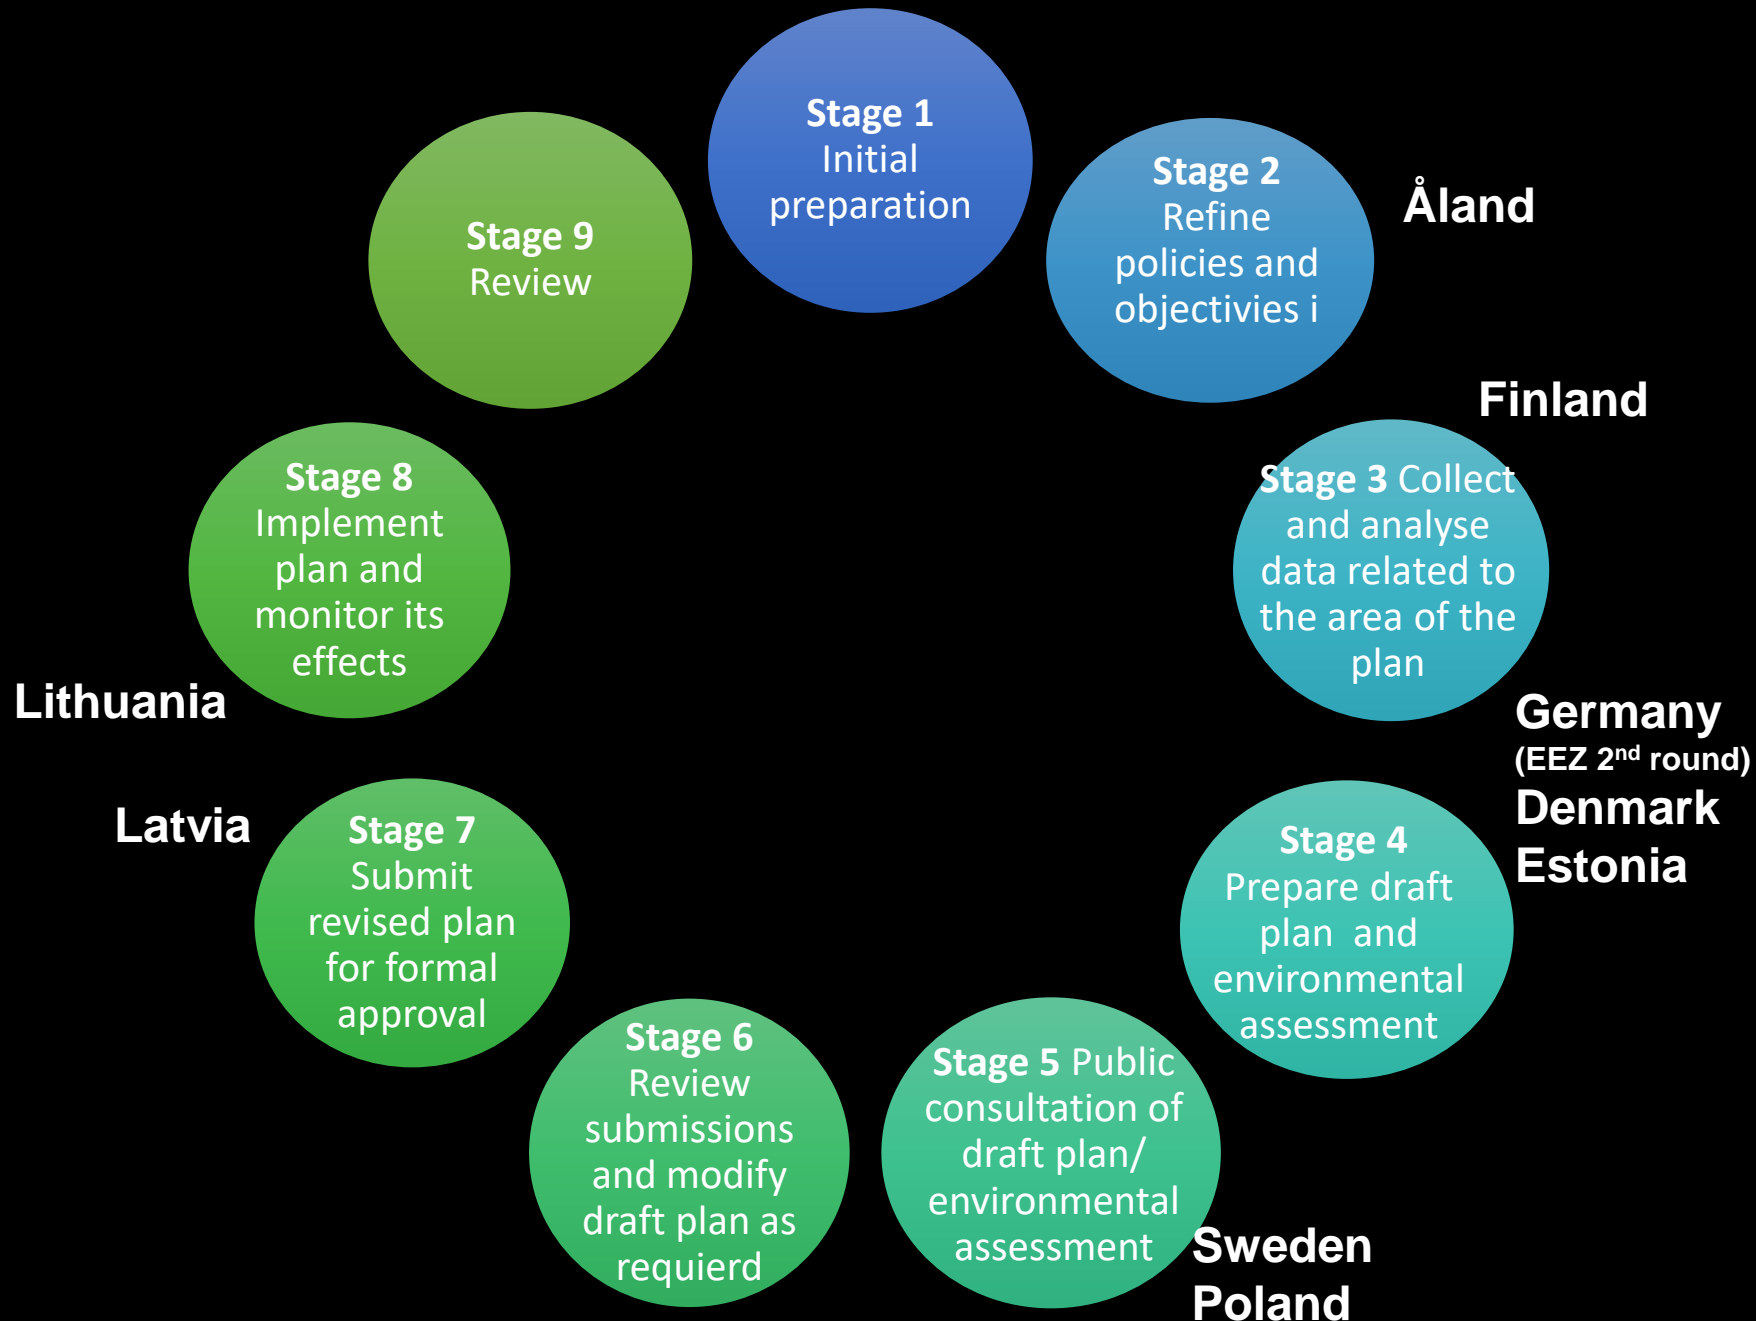 Stage 1
Initial
preparation
Stage 2
Refine
policies and
objectivies i
Åland
Finland
Stage 3 Collect
and analyse
data related to
the area of the
plan
Germany
(EEZ 2nd round)
Denmark
Estonia
Stage 4
Prepare draft
plan and
environmental
assessment
Stage 5 Public
consultation of
draft plan/
environmental
assessment
Sweden
Poland
Stage 6
Review
submissions
and modify
draft plan as
requierd
Stage 7
Submit
revised plan
for formal
approval
Latvia
Stage 8
Implement
plan and
monitor its
effects
Lithuania
Stage 9
Review